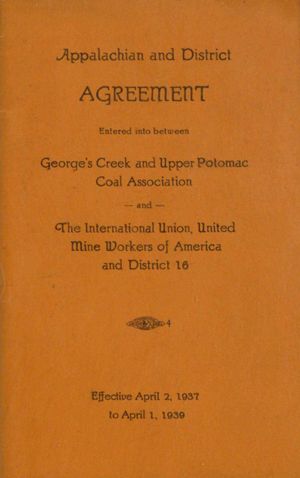 Appalachian and District
AGREEMENT
Entered into between
George's Creek and Upper Potomac
Coal Association
— and —
The International Union, United
Mine Workers of America
and District 16
4
Effective April 2, 1937
to April 1, 1939